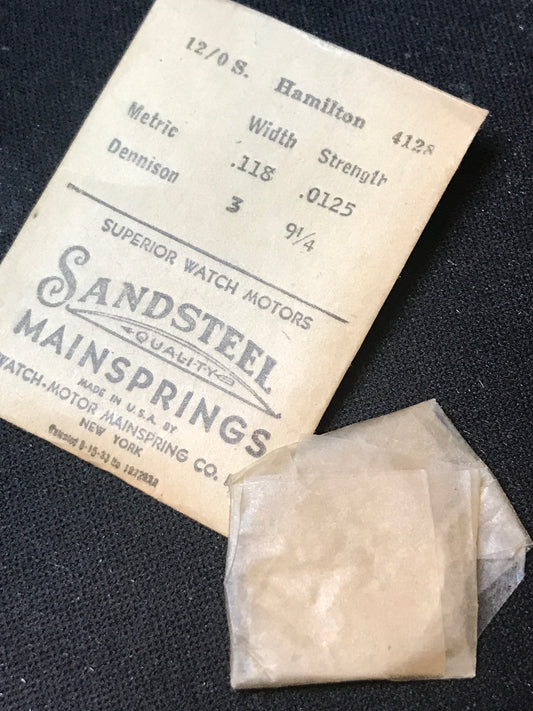 12/0 S. Hamilton 4128
Width Strength
Metric .118 .0125
Dennison 3 9¼
SUPERIOR WATCH MOTORS
SANDSTEEL
QUALITY
MAINSPRINGS
MADE IN U.S.A. BY
WATCH-MOTOR MAINSPRING CO.
NEW YORK